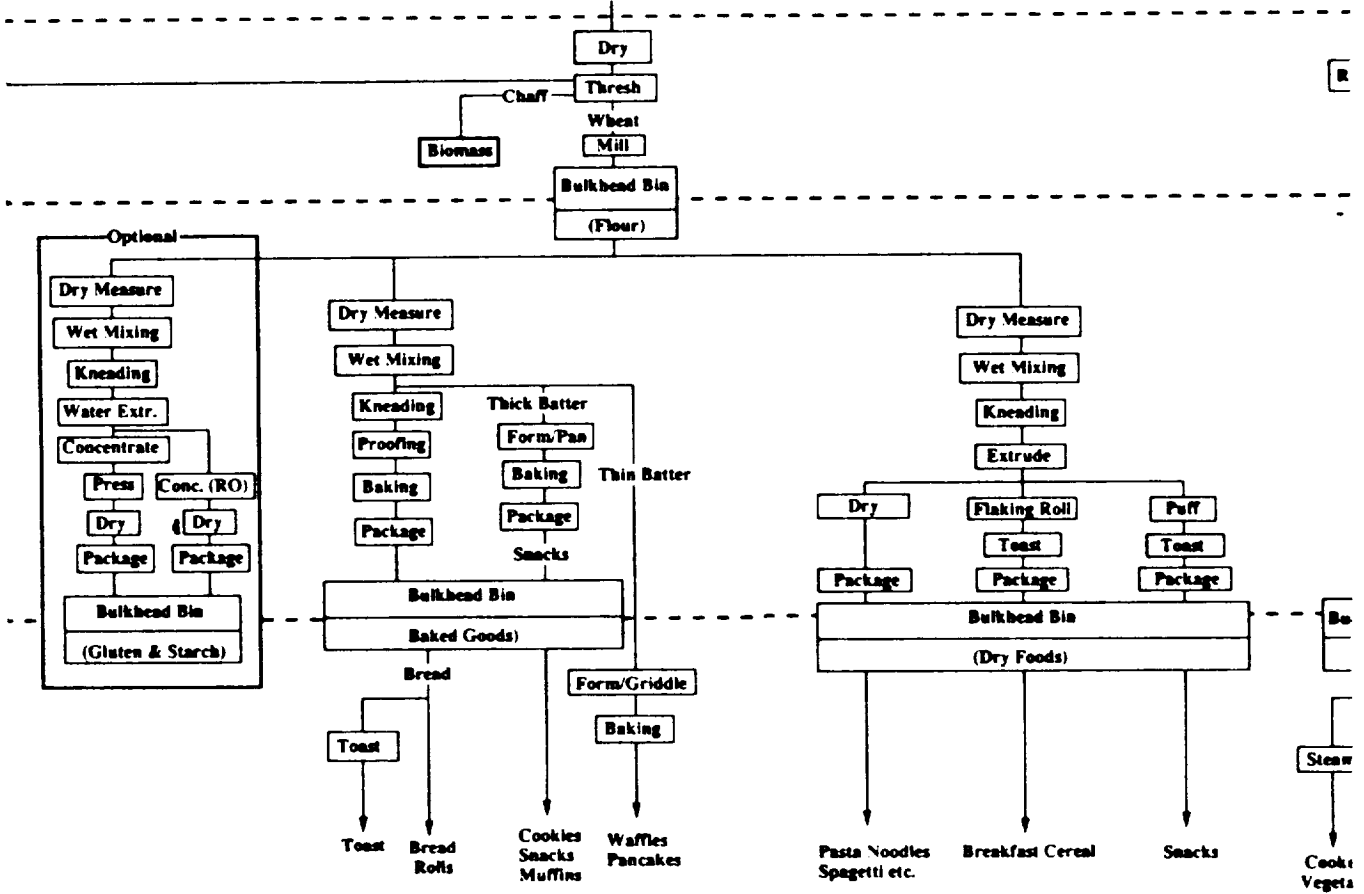 Dry
Thresh
Chaff
Wheat
Biomass
Mill
Bulkhead Bin
(Flour)
Optional
Dry Measure
Wet Mixing
Kneading
Water Extr.
Concentrate
Press
Conc. (RO)
Dry
& Dry
Package
Package
Bulkhead Bin
(Gluten & Starch)
Dry Measure
Wet Mixing
Kneading
Proofing
Baking
Package
Thick Batter
Form/Pan
Baking
Package
Snacks
Thin Batter
Bulkhead Bin
Baked Goods)
Bread
Toast
Form/Griddle
Baking
Toast
Bread
Rolls
Cookies
Snacks
Muffins
Waffles
Pancakes
Dry Measure
Wet Mixing
Kneading
Extrude
Dry
Flaking Roll
Puff
Toast
Toast
Package
Package
Package
Bulkhead Bin
(Dry Foods)
Pasta Noodles
Spagetti etc.
Breakfast Cereal
Snacks
R
Bu
Steam
Cooke
Vegeta